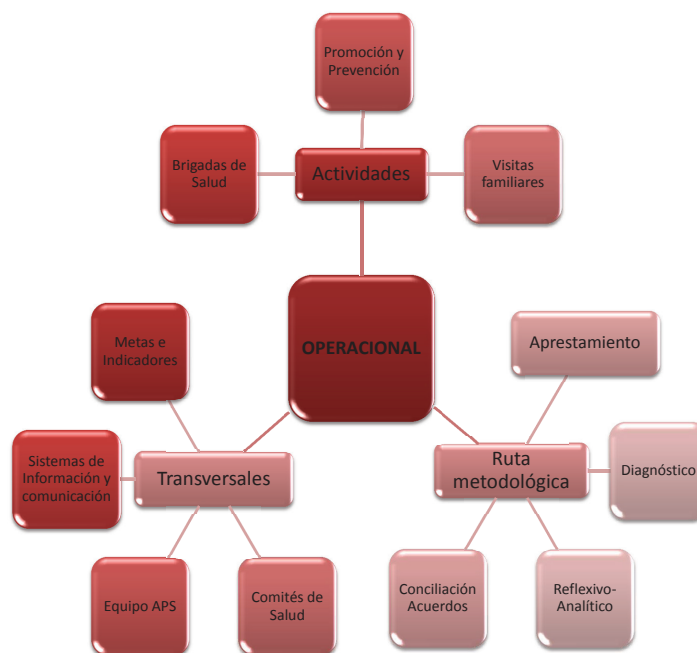 Promoción y
Prevención
Brigadas de
Salud
Actividades
Visitas
familiares
OPERACIONAL
Metas e
Indicadores
Sistemas de
Información y
comunicación
Transversales
Equipo APS
Comités de
Salud
Aprestamiento
Ruta
metodológica
Diagnóstico
Conciliación
Acuerdos
Reflexivo-
Analítico